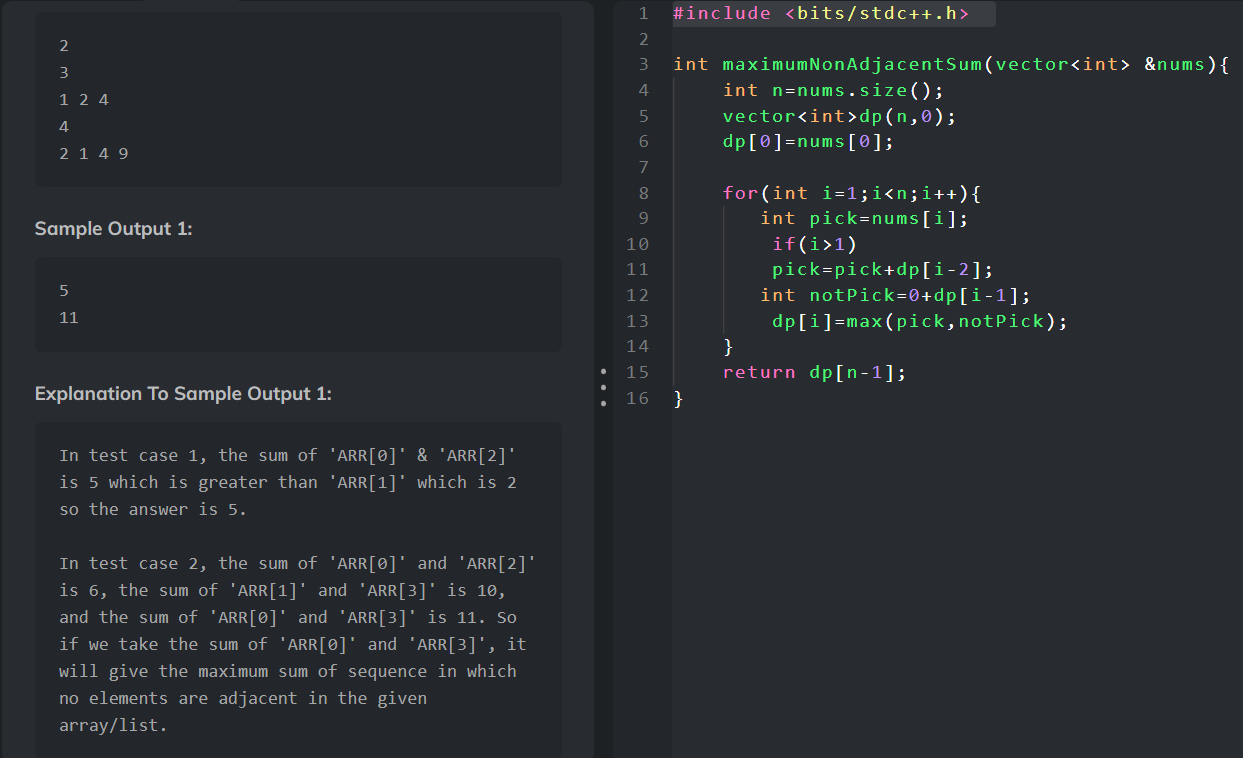 2
3
1 2 4
4
2 1 4 9
Sample Output 1:
5
11
Explanation To Sample Output 1:
In test case 1, the sum of 'ARR[0]' & 'ARR[2]'
is 5 which is greater than 'ARR[1]' which is 2
so the answer is 5.
In test case 2, the sum of 'ARR[0]' and 'ARR[2]'
is 6, the sum of 'ARR[1]' and 'ARR[3]' is 10,
and the sum of 'ARR[0]' and 'ARR[3]' is 11. So
if we take the sum of 'ARR[0]' and 'ARR[3]', it
will give the maximum sum of sequence in which
no elements are adjacent in the given
array/list.
1 #include <bits/stdc++.h>
2
3 int maximumNonAdjacentSum(vector<int> &nums){
4     int n=nums.size();
5     vector<int>dp(n,0);
6     dp[0]=nums[0];
7
8     for(int i=1;i<n;i++){
9        int pick=nums[i];
10         if(i>1)
11         pick=pick+dp[i-2];
12        int notPick=0+dp[i-1];
13         dp[i]=max(pick,notPick);
14     }
15     return dp[n-1];
16 }